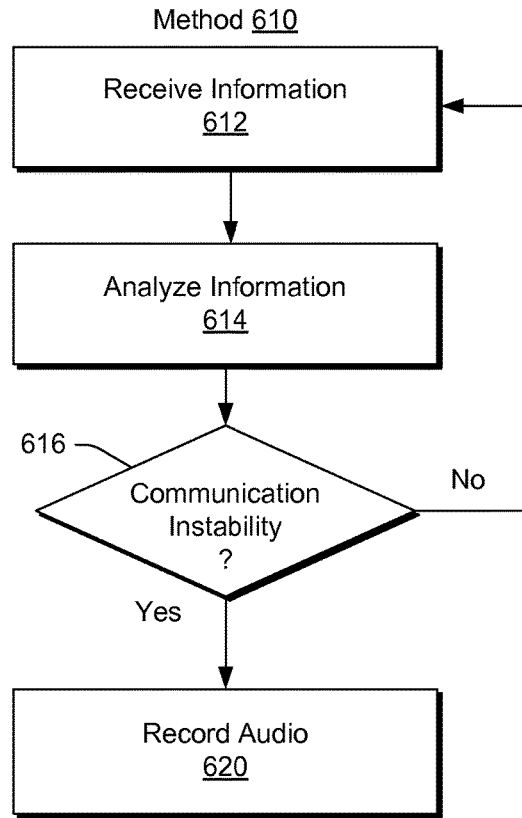 Method 610
Receive Information
612
Analyze Information
614
616
Communication
Instability
?
No
Yes
Record Audio
620